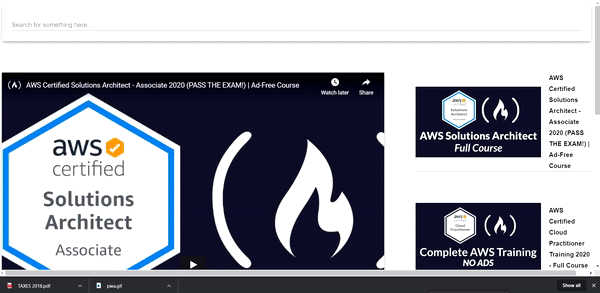 Search for something here..
AWS Certified Solutions Architect - Associate 2020 (PASS THE EXAM!) | Ad-Free Course
Watch later
Share
aws
certified
Solutions
Architect
Associate
aws
certified
Solutions
Architect
AWS Solutions Architect
Full Course
AWS
Certified
Solutions
Architect -
Associate
2020 (PASS
THE EXAM!) |
Ad-Free
Course
aws
certified
Cloud
Practitioner
Complete AWS Training
NO ADS
AWS
Certified
Cloud
Practitioner
Training 2020
- Full Course
TAXES 2018.pdf
pwa.gif
Show all